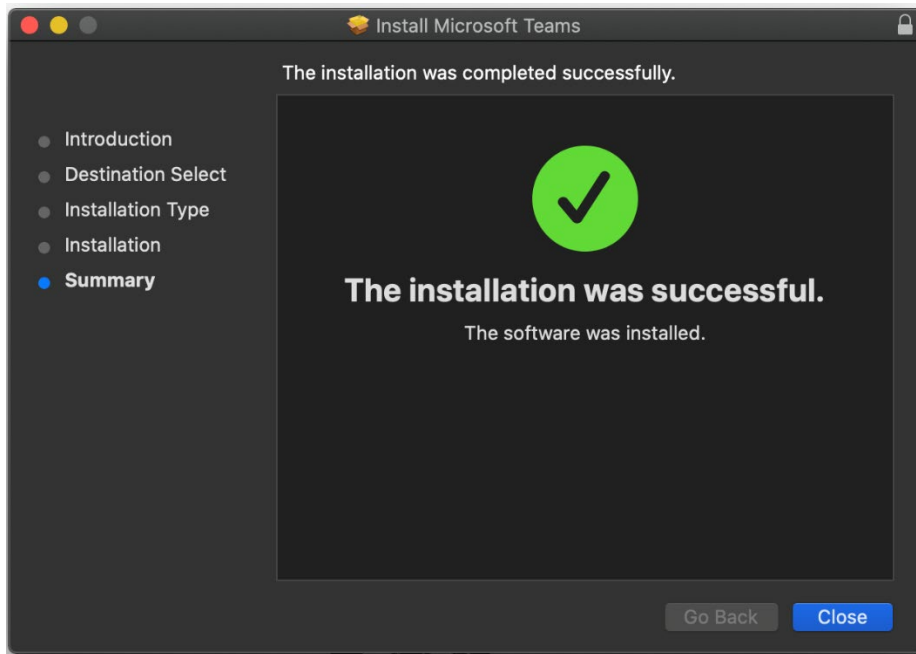 Install Microsoft Teams
The installation was completed successfully.
Introduction
Destination Select
Installation Type
Installation
Summary
The installation was successful.
The software was installed.
Go Back
Close